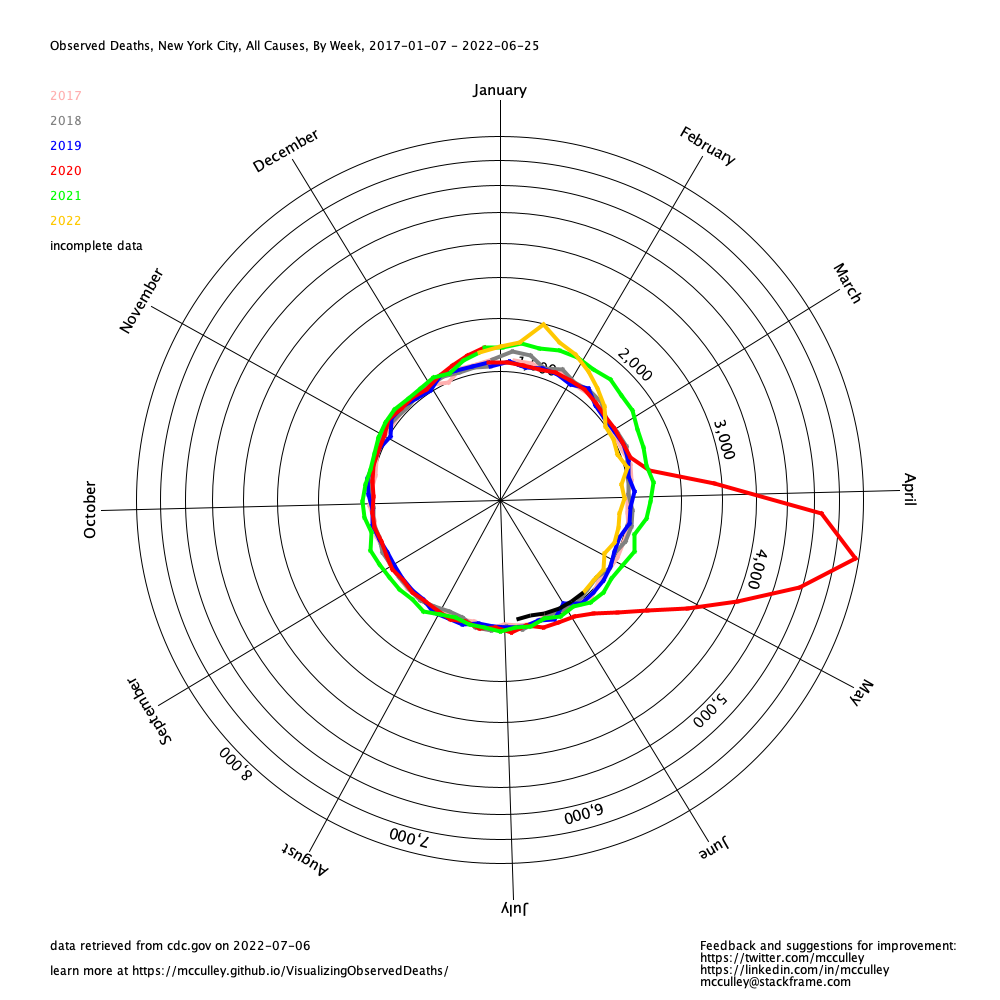 Observed Deaths, New York City, All Causes, By Week, 2017-01-07 - 2022-06-25
2017
2018
2019
2020
2021
2022
incomplete data
January
February
March
April
May
June
July
August
September
October
November
December
2,000
3,000
4,000
5,000
6,000
7,000
8,000
data retrieved from cdc.gov on 2022-07-06
learn more at https://mcculley.github.io/VisualizingObservedDeaths/
Feedback and suggestions for improvement:
https://twitter.com/mcculley
https://linkedin.com/in/mcculley
mcculley@stackframe.com